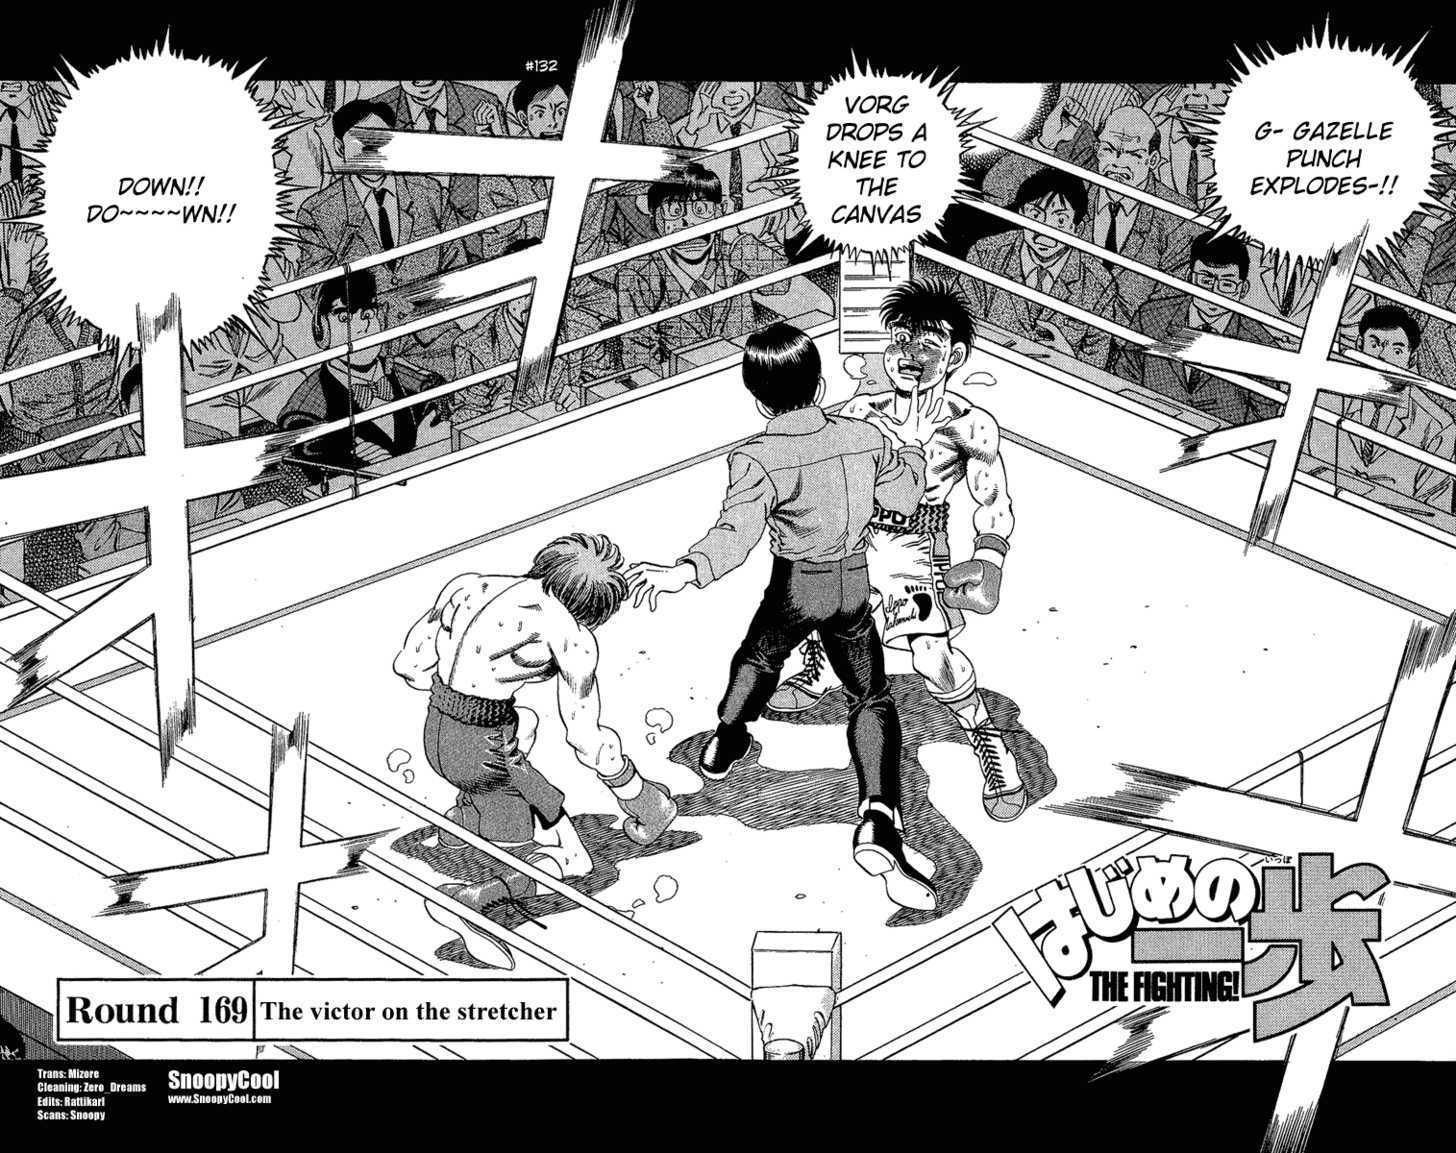 #132
G- GAZELLE
PUNCH
EXPLODES-!!
VORG
DROPS A
KNEE TO
THE
CANVAS
DOWN!!
DO~~~~WN!!
はじめの一歩
いっぽ
THE FIGHTING!
Round 169
The victor on the stretcher
Trans: Mizore
Cleaning: Zero_Dreams
Edits: Rattikarl
Scans: Snoopy
SnoopyCool
www.SnoopyCool.com